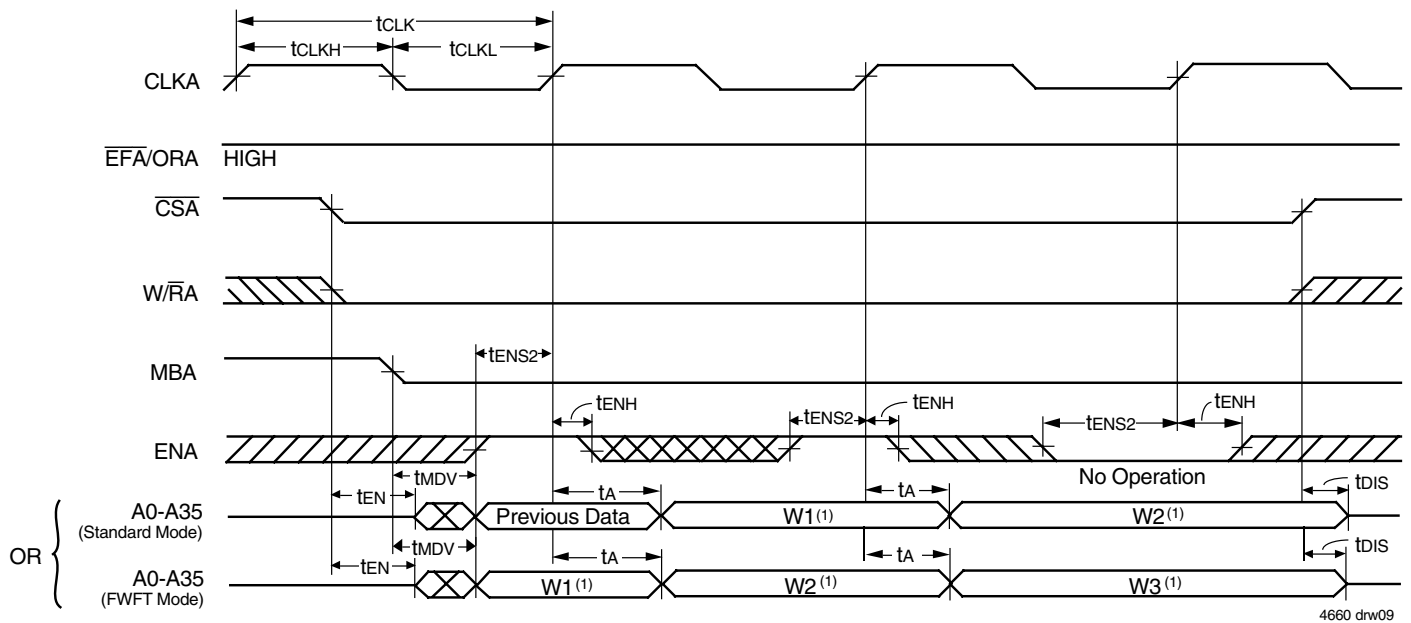 tCLK
tCLKH tCLKL
CLKA
EFA/ORA HIGH
CSA
W/RA
MBA tENS2
tENH tENS2 tENH tENS2 tENH
ENA
No Operation
tMDV
tEN tA tA tDIS
A0-A35 Previous Data W1(1) W2(1)
(Standard Mode)
OR
tMDV
tEN tA tA tDIS
A0-A35 W1(1) W2(1) W3(1)
(FWFT Mode)
4660 drw09